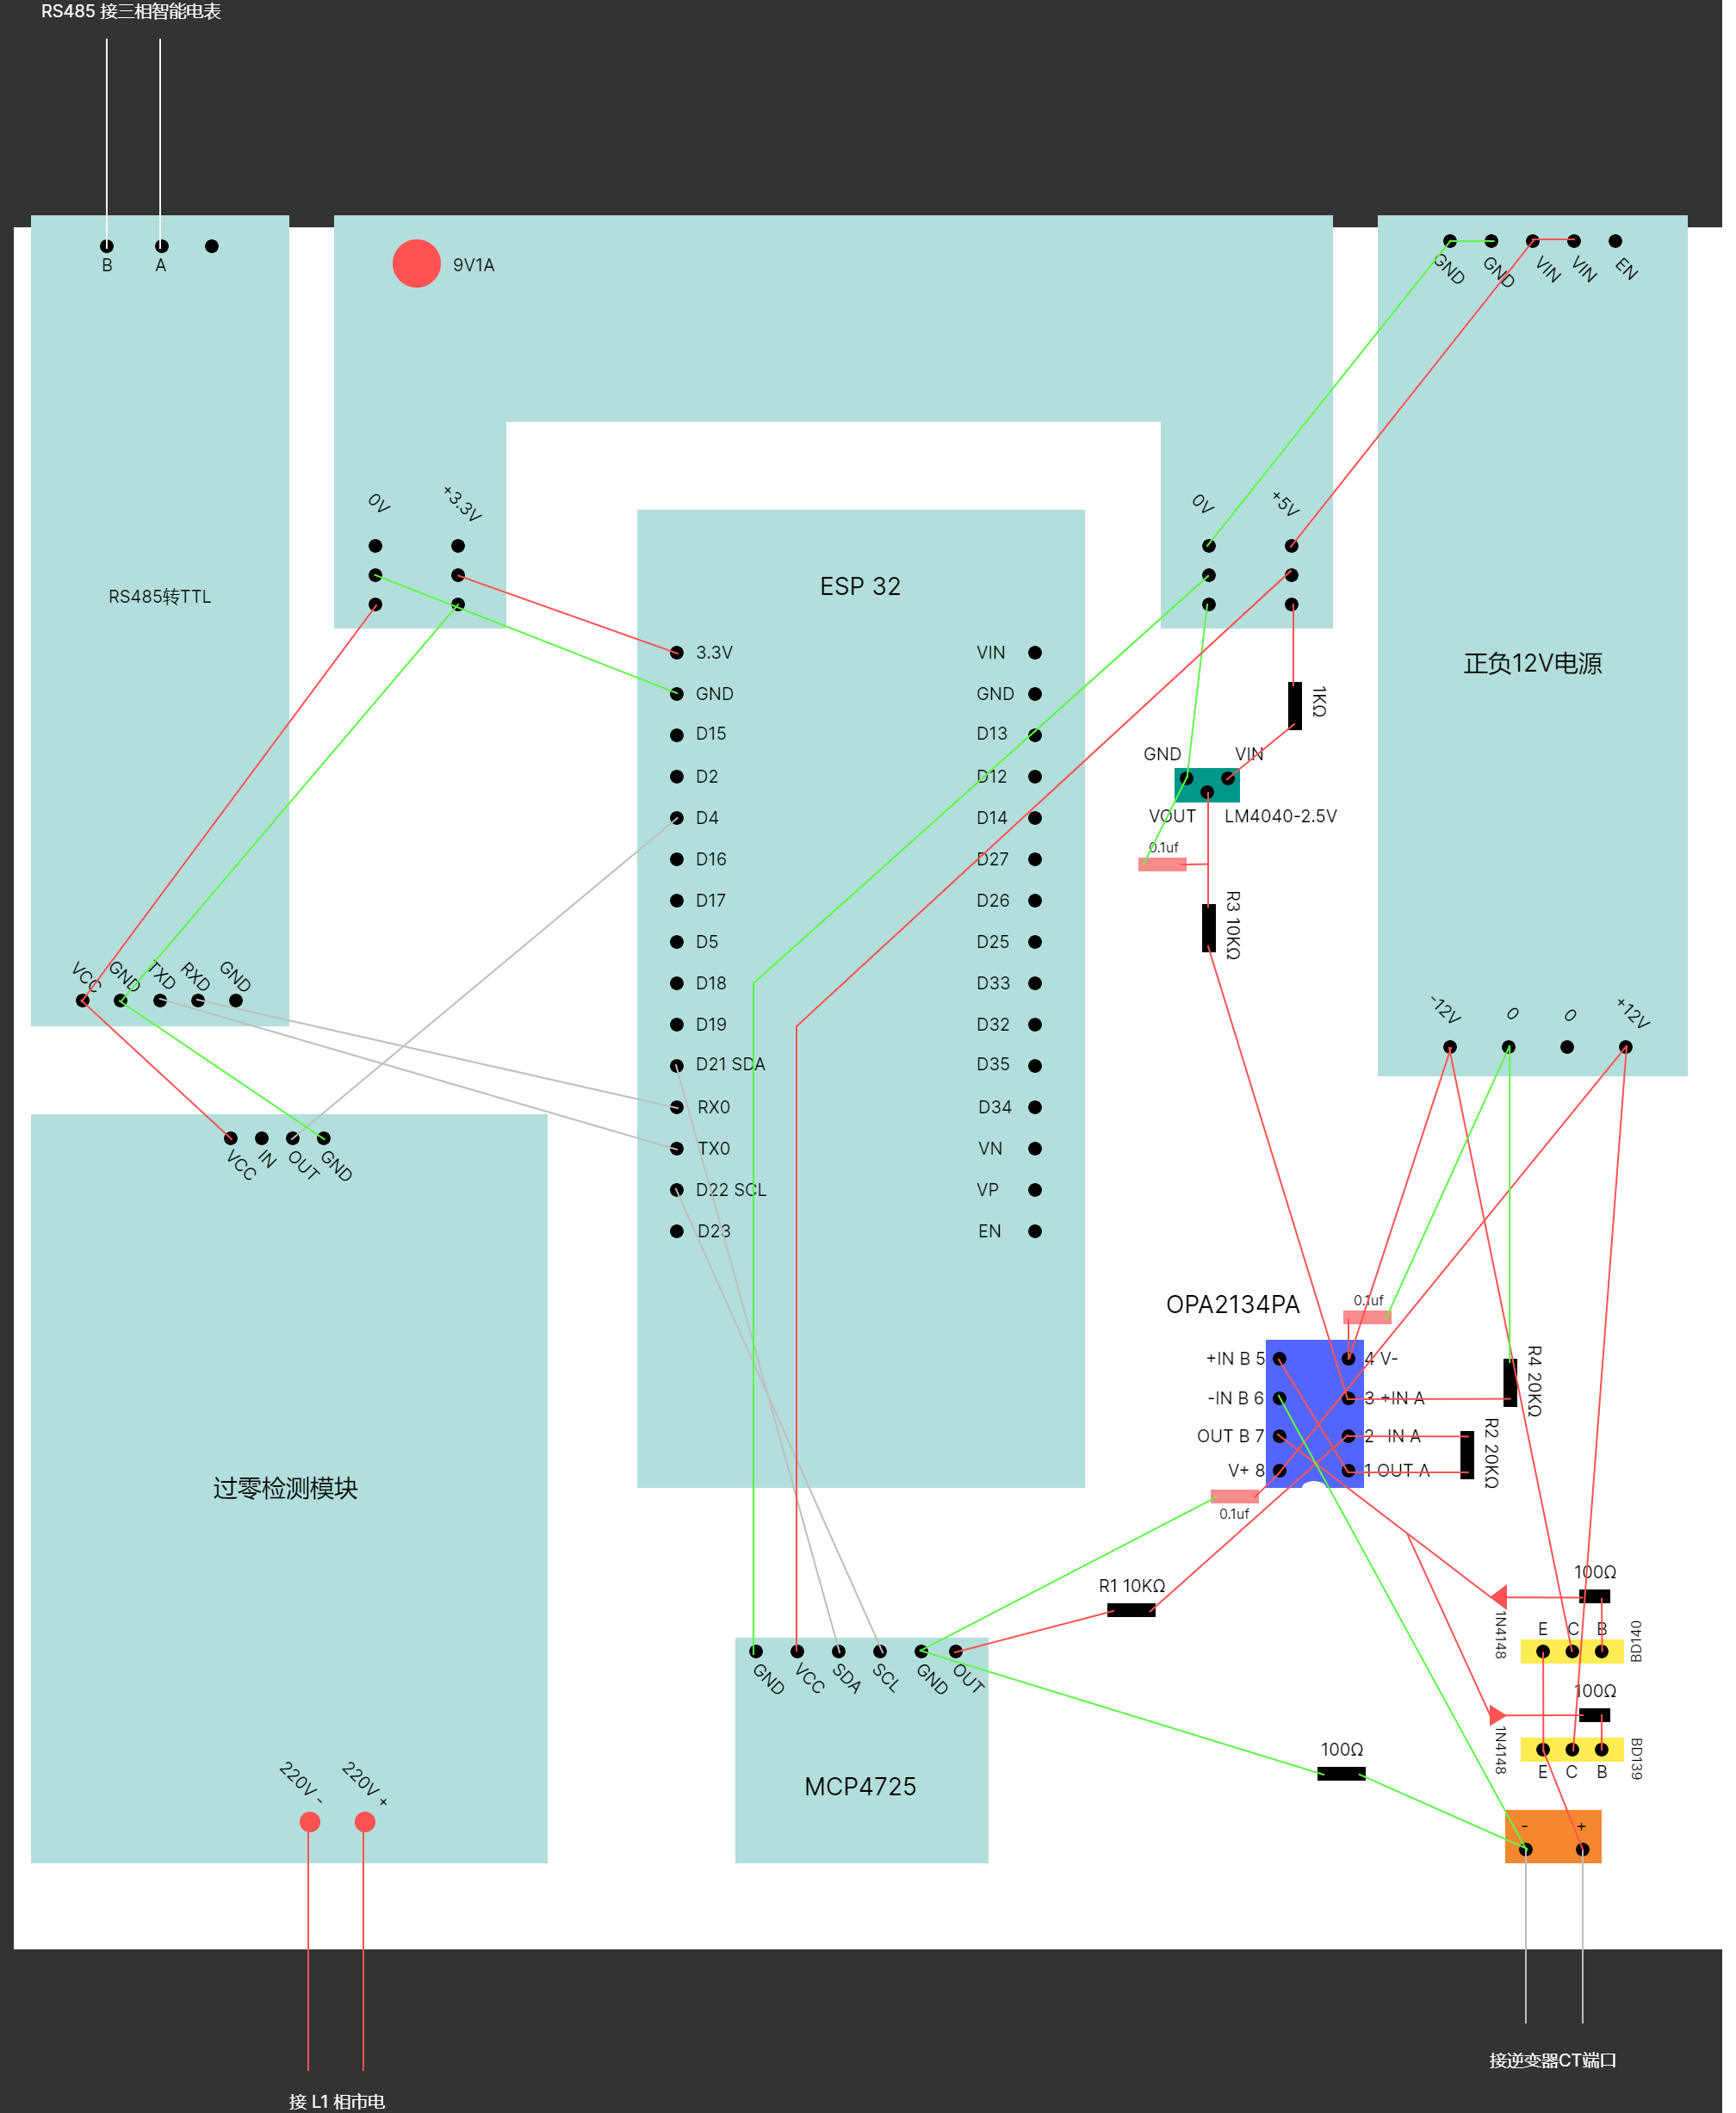 RS485 接三相智能电表
B
A
9V1A
GND
GND
VIN
VIN
EN
0V
+3.3V
0V
+5V
RS485转TTL
ESP 32
正负12V电源
3.3V
GND
D15
D2
D4
D16
D17
D5
D18
D19
D21 SDA
RX0
TX0
D22 SCL
D23
VIN
GND
D13
D12
D14
D27
D26
D25
D33
D32
D35
D34
VN
VP
EN
1KΩ
GND
VIN
VOUT
LM4040-2.5V
0.1uf
R3 10KΩ
VCC
GND
TXD
RXD
GND
-12V
0
0
+12V
VCC
IN
OUT
GND
过零检测模块
220V -
220V +
OPA2134PA
0.1uf
+IN B 5
-IN B 6
OUT B 7
V+ 8
4 V-
3 +IN A
2 -IN A
1 OUT A
0.1uf
R4 20KΩ
R2 20KΩ
R1 10KΩ
GND
VCC
SDA
SCL
GND
OUT
MCP4725
100Ω
1N4148
E
C
B
BD140
100Ω
1N4148
E
C
B
BD139
100Ω
-
+
接逆变器CT端口
接 L1 相市电